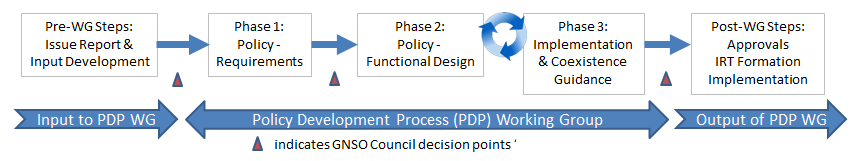 Pre-WG Steps:
Issue Report &
Input Development
Phase 1:
Policy -
Requirements
Phase 2:
Policy -
Functional Design
Phase 3:
Implementation
& Coexistence
Guidance
Post-WG Steps:
Approvals
IRT Formation
Implementation
Input to PDP WG
Policy Development Process (PDP) Working Group
Output of PDP WG
indicates GNSO Council decision points '